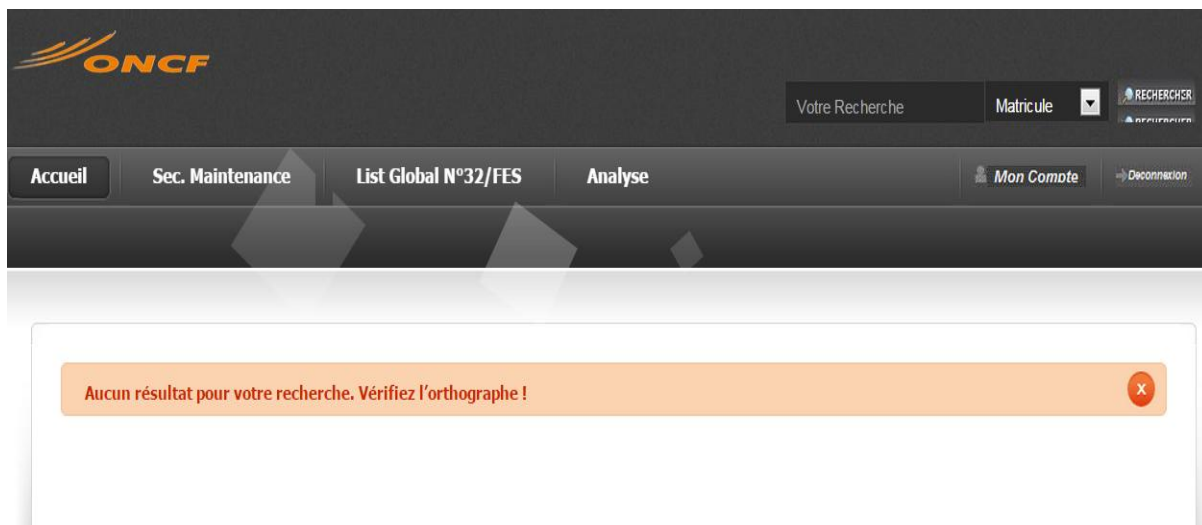 ONCF
Votre Recherche Matricule RECHERCHER
RECHERCHER
Accueil Sec. Maintenance List Global N°32/FES Analyse Mon Compte Deconnexion
Aucun résultat pour votre recherche. Vérifiez l'orthographe ! x